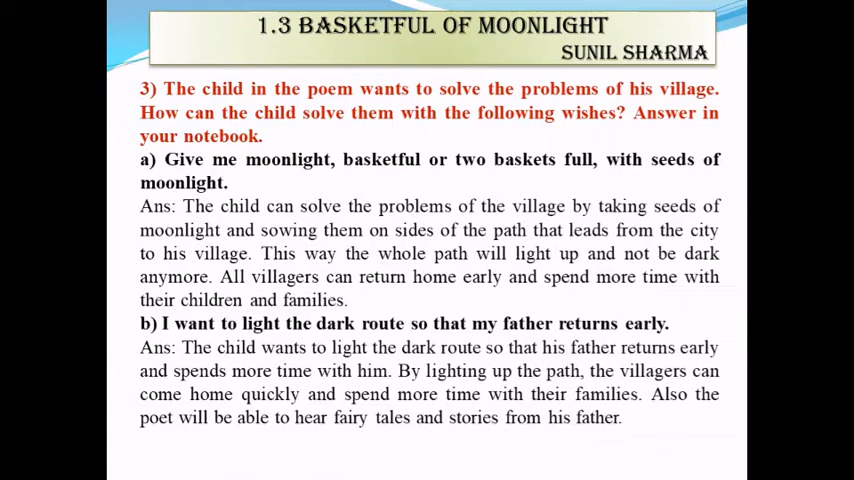 1.3 BASKETFUL OF MOONLIGHT
SUNIL SHARMA
3) The child in the poem wants to solve the problems of his village.
How can the child solve them with the following wishes? Answer in
your notebook.
a) Give me moonlight, basketful or two baskets full, with seeds of
moonlight.
Ans: The child can solve the problems of the village by taking seeds of
moonlight and sowing them on sides of the path that leads from the city
to his village. This way the whole path will light up and not be dark
anymore. All villagers can return home early and spend more time with
their children and families.
b) I want to light the dark route so that my father returns early.
Ans: The child wants to light the dark route so that his father returns early
and spends more time with him. By lighting up the path, the villagers can
come home quickly and spend more time with their families. Also the
poet will be able to hear fairy tales and stories from his father.